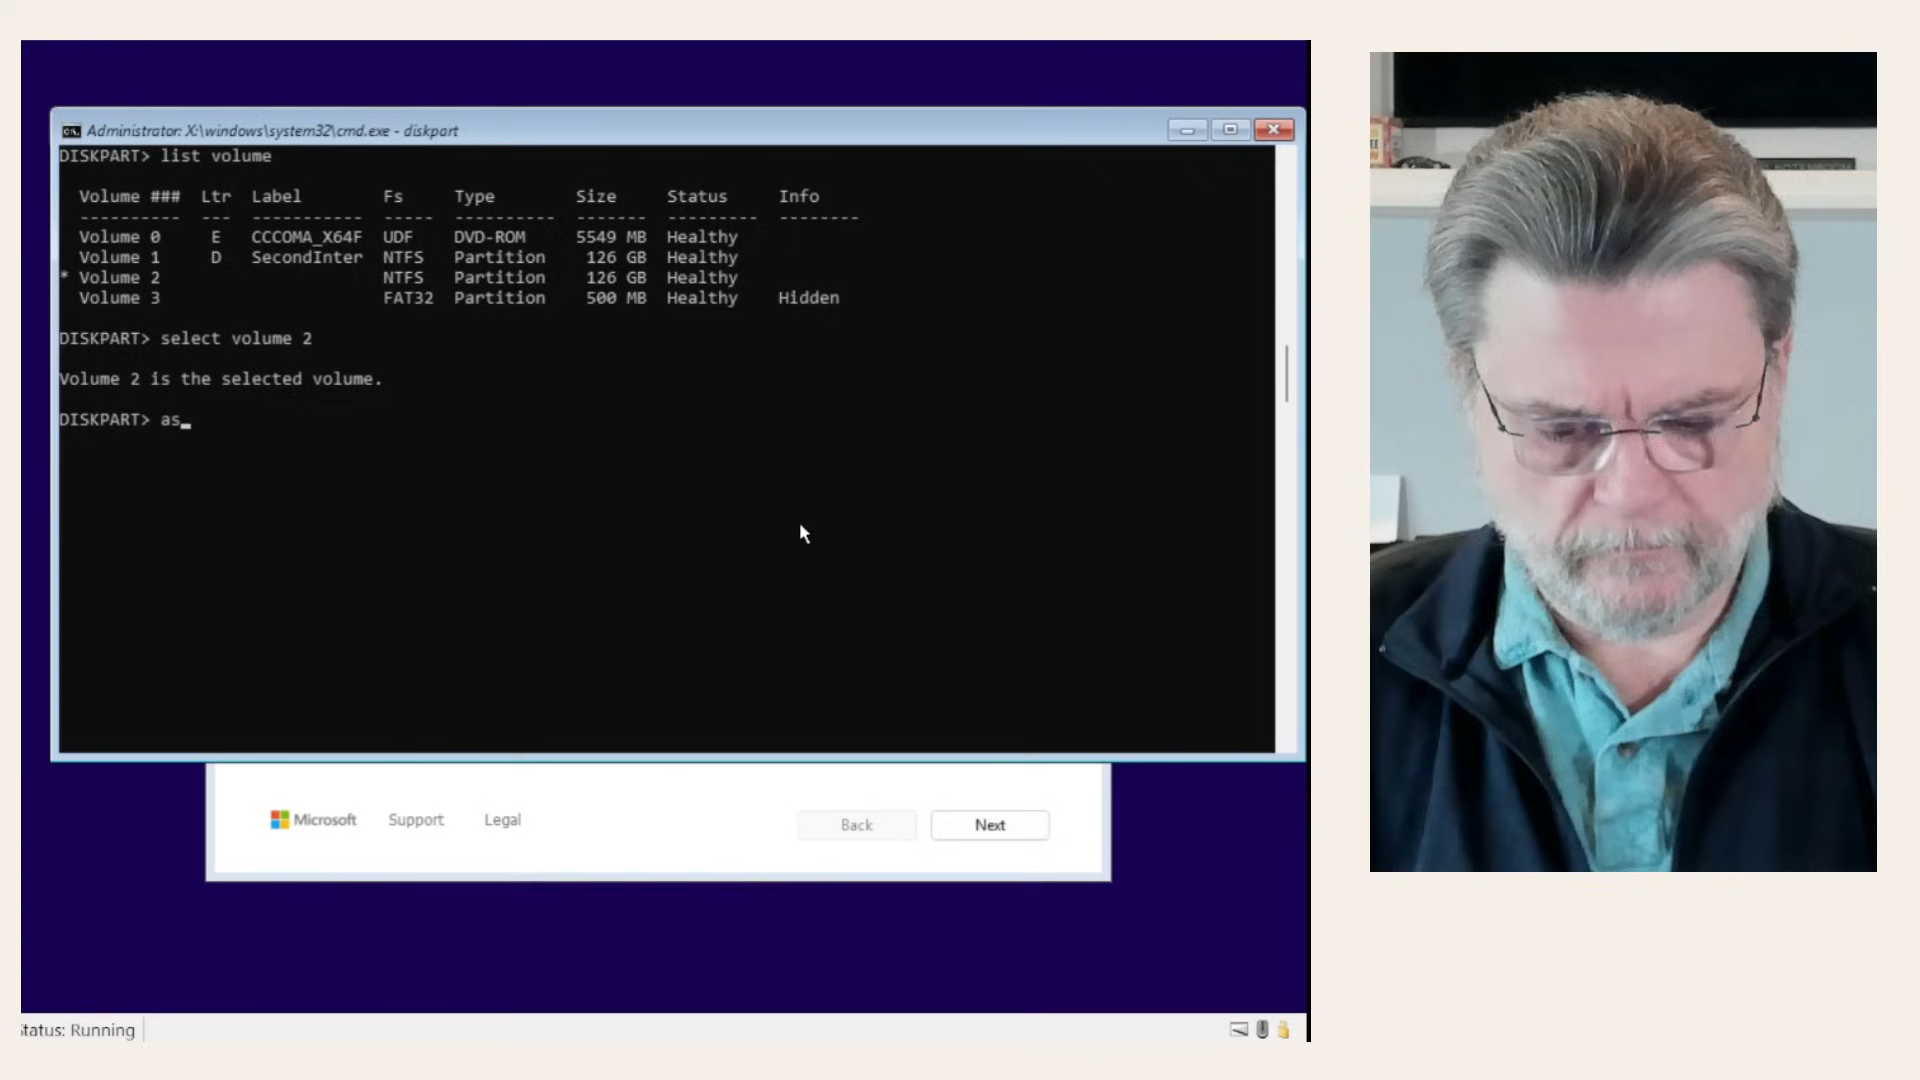 Administrator: X:\windows\system32\cmd.exe - diskpart
DISKPART> list volume
Volume ### Ltr Label Fs Type Size Status Info
---------- --- ----------- ----- ---------- ------- --------- --------
Volume 0 E CCCOMA_X64F UDF DVD-ROM 5549 MB Healthy
Volume 1 D SecondInter NTFS Partition 126 GB Healthy
* Volume 2 NTFS Partition 126 GB Healthy
Volume 3 FAT32 Partition 500 MB Healthy Hidden
DISKPART> select volume 2
Volume 2 is the selected volume.
DISKPART> as_
Microsoft Support Legal Back Next
tatus: Running